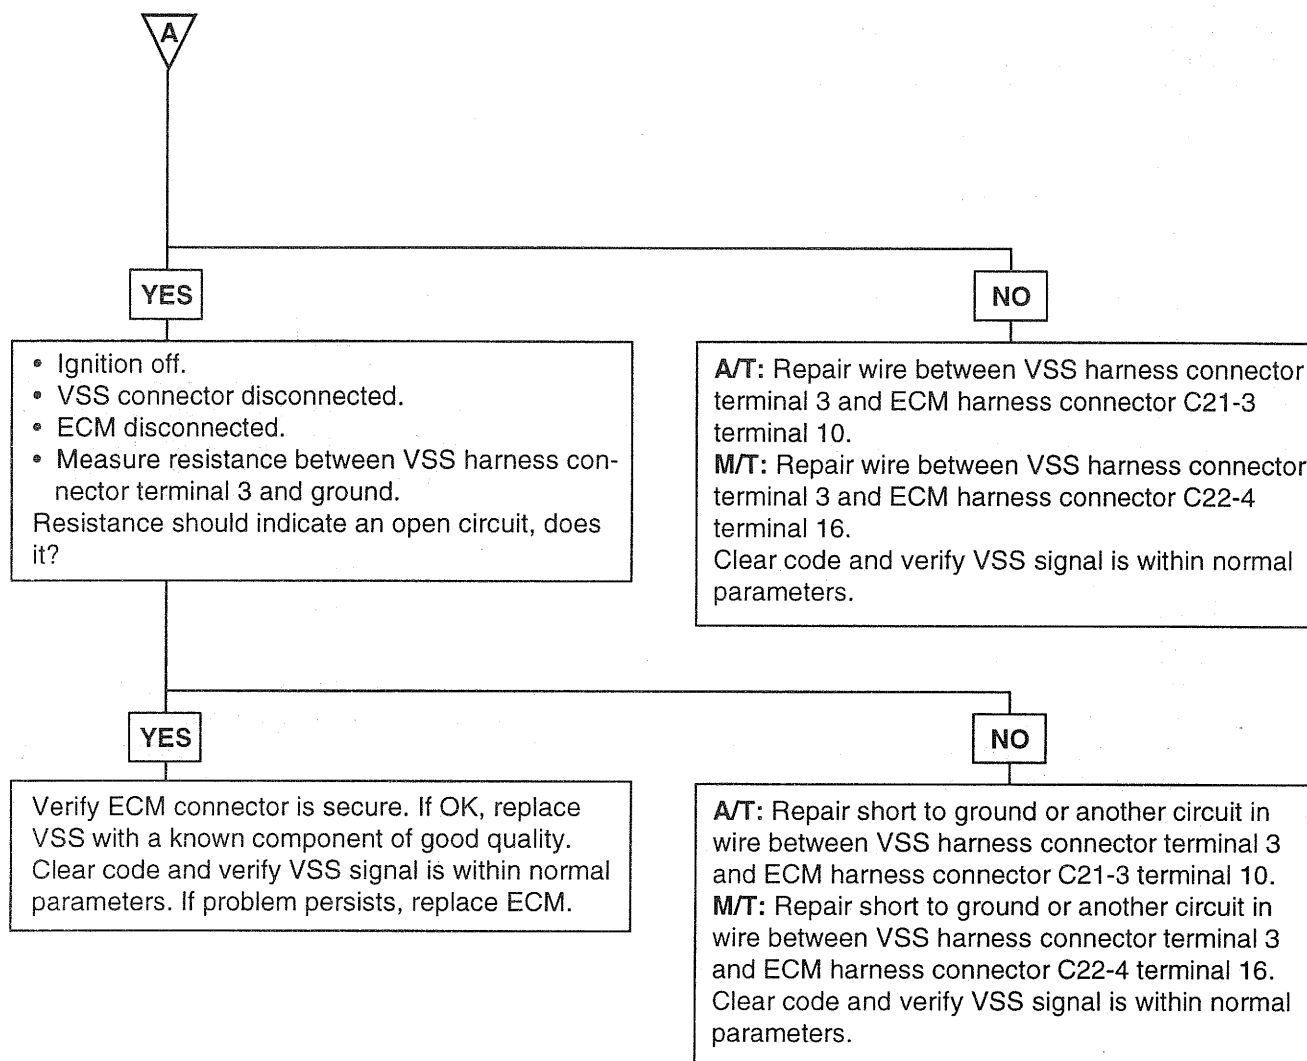 A
YES
NO
• Ignition off.
• VSS connector disconnected.
• ECM disconnected.
• Measure resistance between VSS harness con-
nector terminal 3 and ground.
Resistance should indicate an open circuit, does
it?
A/T: Repair wire between VSS harness connector
terminal 3 and ECM harness connector C21-3
terminal 10.
M/T: Repair wire between VSS harness connector
terminal 3 and ECM harness connector C22-4
terminal 16.
Clear code and verify VSS signal is within normal
parameters.
YES
NO
Verify ECM connector is secure. If OK, replace
VSS with a known component of good quality.
Clear code and verify VSS signal is within normal
parameters. If problem persists, replace ECM.
A/T: Repair short to ground or another circuit in
wire between VSS harness connector terminal 3
and ECM harness connector C21-3 terminal 10.
M/T: Repair short to ground or another circuit in
wire between VSS harness connector terminal 3
and ECM harness connector C22-4 terminal 16.
Clear code and verify VSS signal is within normal
parameters.